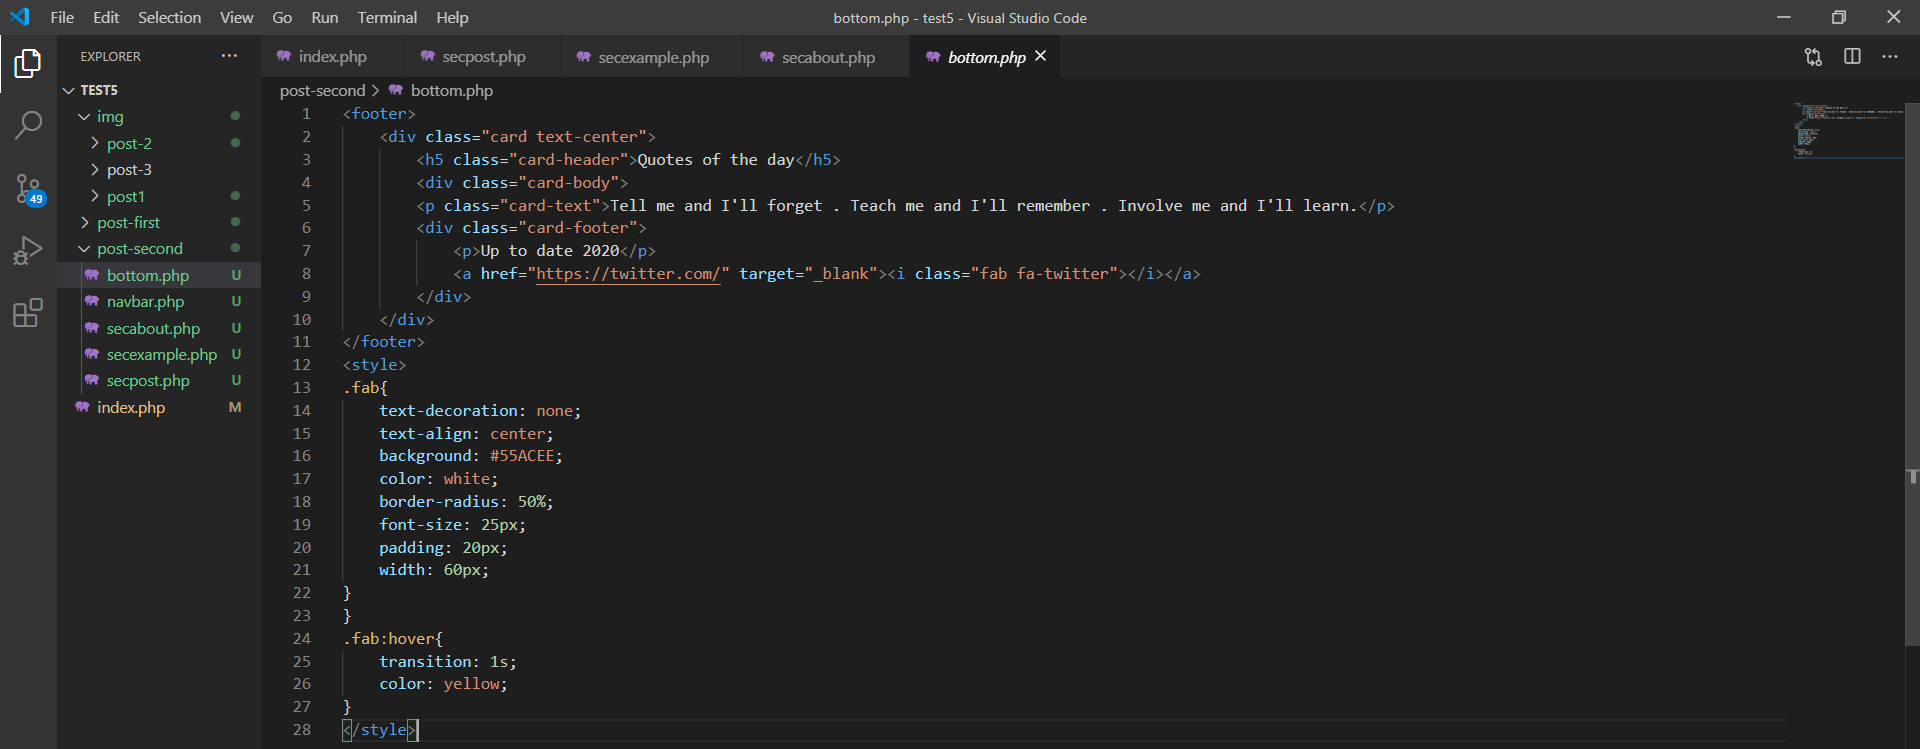 File Edit Selection View Go Run Terminal Help
bottom.php - test5 - Visual Studio Code
EXPLORER
TEST5
img
post-2
post-3
post1
post-first
post-second
bottom.php U
navbar.php U
secabout.php U
secexample.php U
secpost.php U
index.php M
49
index.php secpost.php secexample.php secabout.php bottom.php
post-second > bottom.php
1 <footer>
2 <div class="card text-center">
3 <h5 class="card-header">Quotes of the day</h5>
4 <div class="card-body">
5 <p class="card-text">Tell me and I'll forget . Teach me and I'll remember . Involve me and I'll learn.</p>
6 <div class="card-footer">
7 <p>Up to date 2020</p>
8 <a href="https://twitter.com/" target="_blank"><i class="fab fa-twitter"></i></a>
9 </div>
10 </div>
11 </footer>
12 <style>
13 .fab{
14 text-decoration: none;
15 text-align: center;
16 background: #55ACEE;
17 color: white;
18 border-radius: 50%;
19 font-size: 25px;
20 padding: 20px;
21 width: 60px;
22 }
23 }
24 .fab:hover{
25 transition: 1s;
26 color: yellow;
27 }
28 </style>